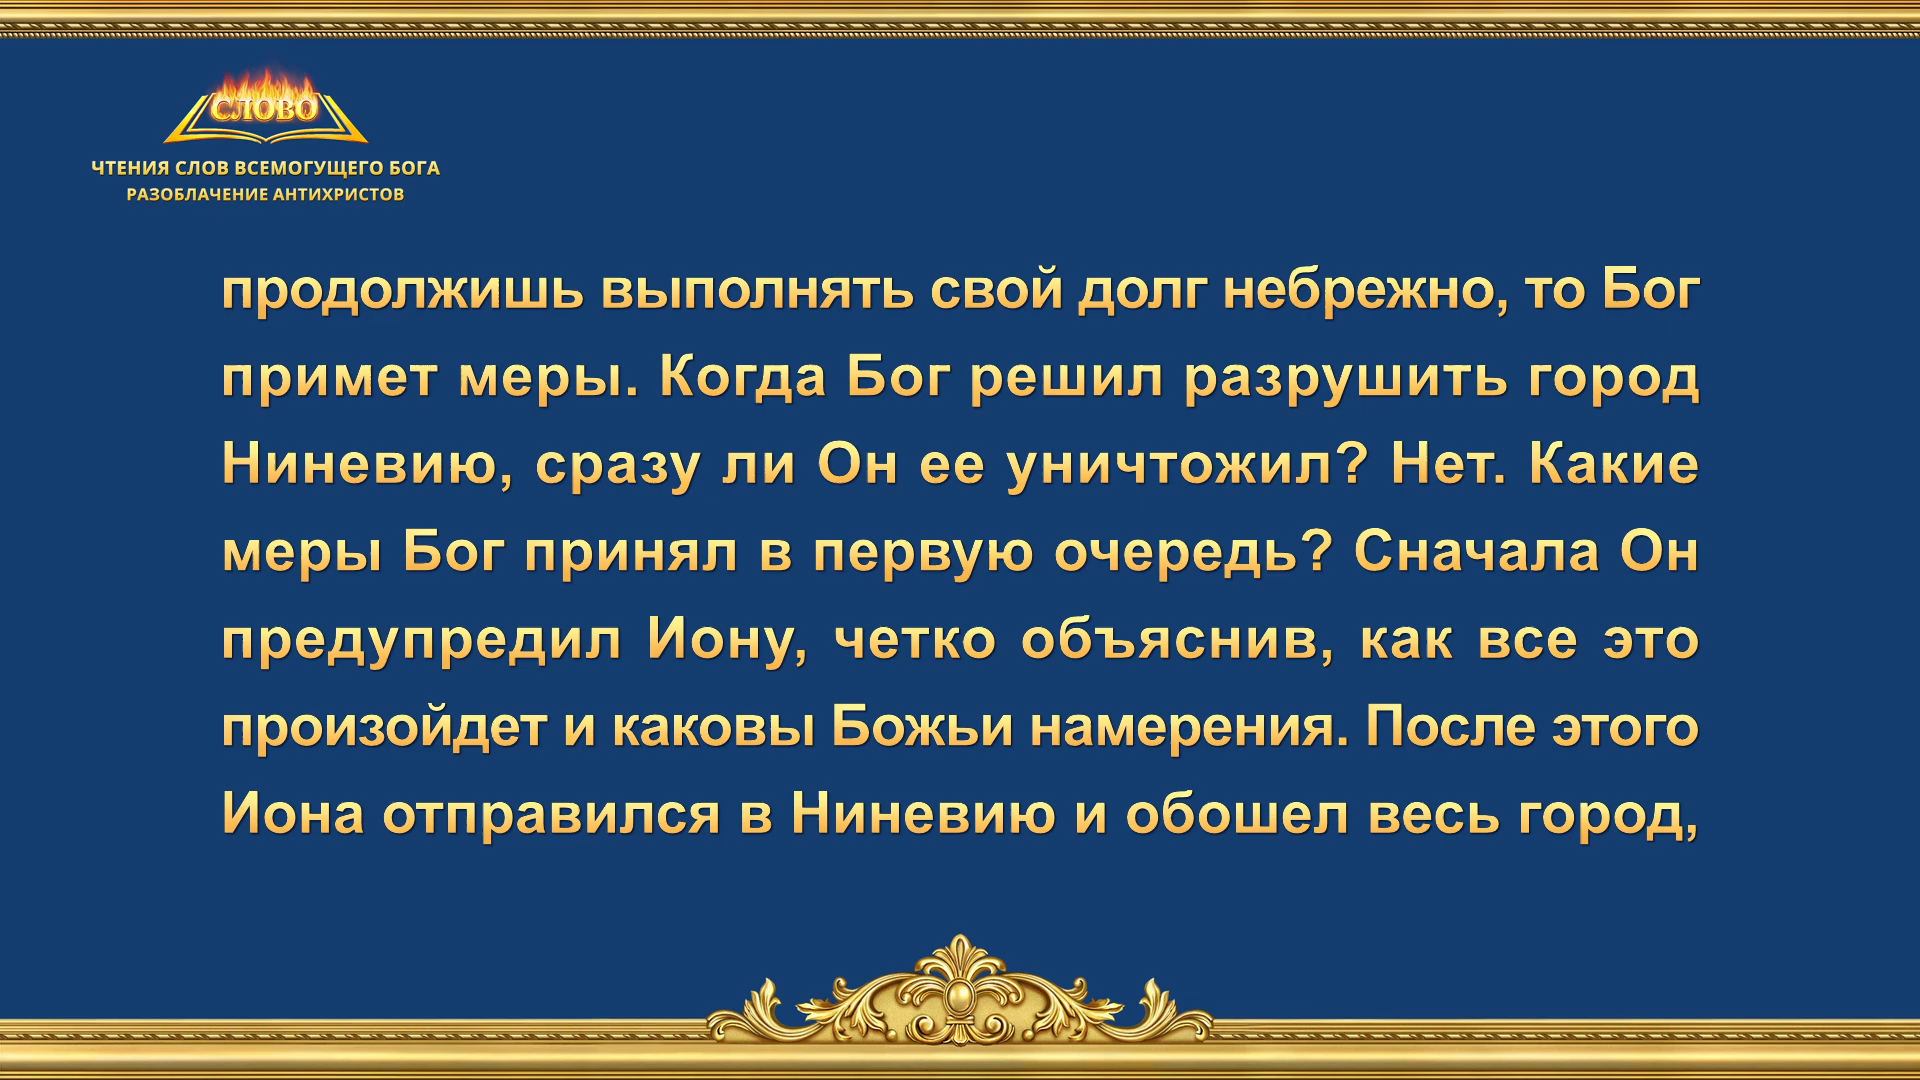 СЛОВО
ЧТЕНИЯ СЛОВ ВСЕМОГУЩЕГО БОГА
РАЗОБЛАЧЕНИЕ АНТИХРИСТОВ
продолжишь выполнять свой долг небрежно, то Бог
примет меры. Когда Бог решил разрушить город
Ниневию, сразу ли Он ее уничтожил? Нет. Какие
меры Бог принял в первую очередь? Сначала Он
предупредил Иону, четко объяснив, как все это
произойдет и каковы Божьи намерения. После этого
Иона отправился в Ниневию и обошел весь город,